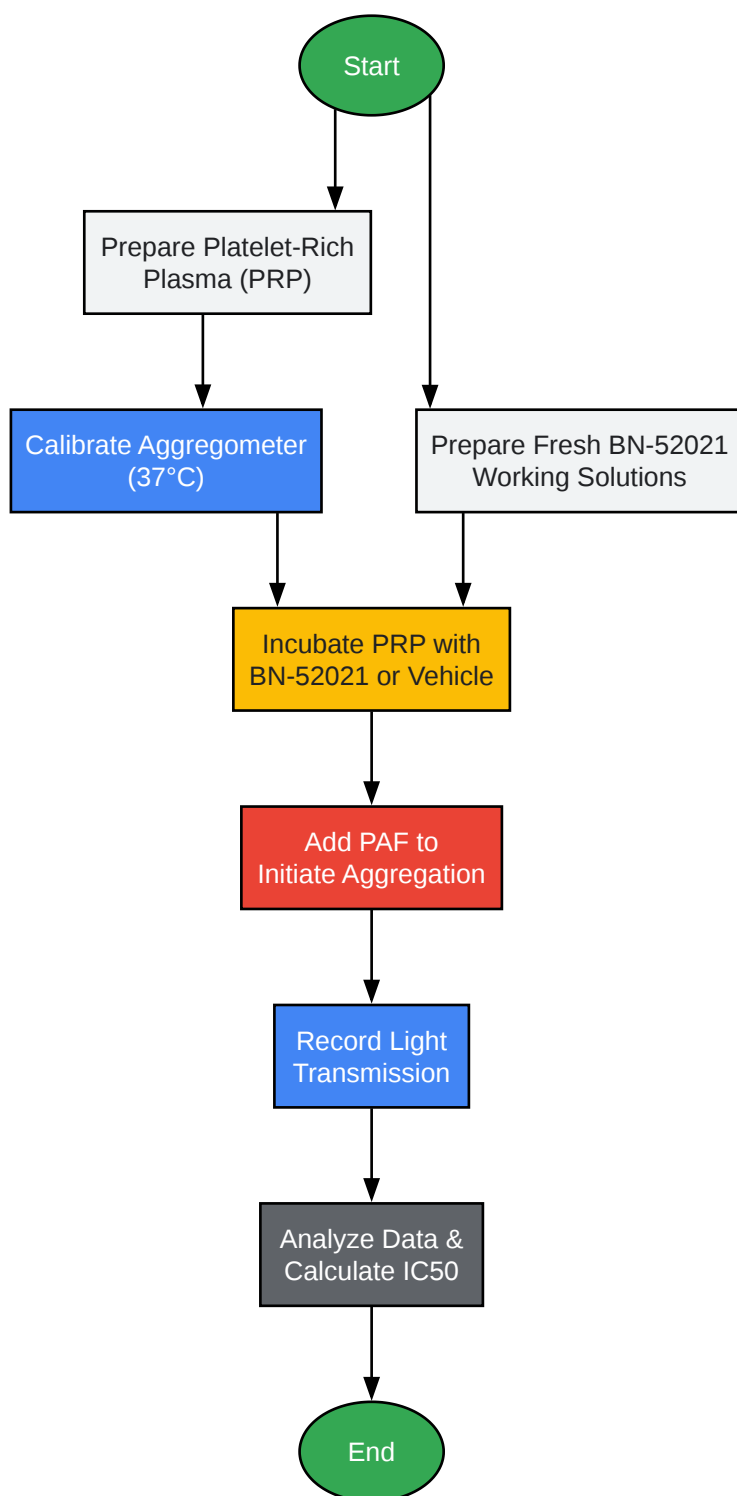 Start
Prepare Platelet-Rich
Plasma (PRP)
Calibrate Aggregometer
(37°C)
Prepare Fresh BN-52021
Working Solutions
Incubate PRP with
BN-52021 or Vehicle
Add PAF to
Initiate Aggregation
Record Light
Transmission
Analyze Data &
Calculate IC50
End